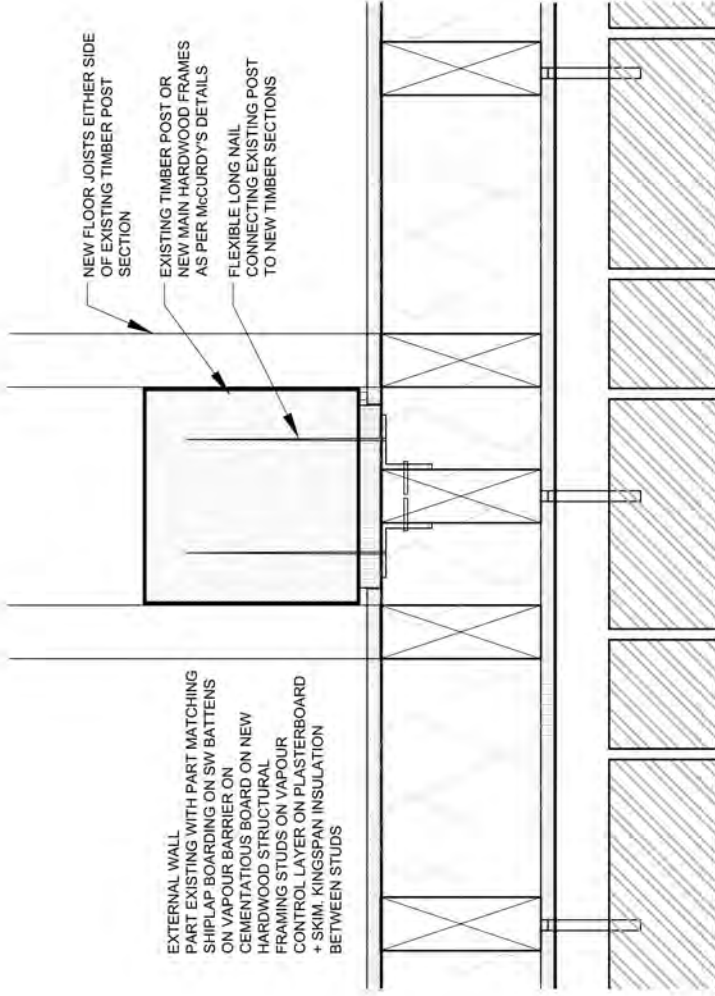 NEW FLOOR JOISTS EITHER SIDE
OF EXISTING TIMBER POST
SECTION
EXISTING TIMBER POST OR
NEW MAIN HARDWOOD FRAMES
AS PER McCURDY'S DETAILS
FLEXIBLE LONG NAIL
CONNECTING EXISTING POST
TO NEW TIMBER SECTIONS
EXTERNAL WALL
PART EXISTING WITH PART MATCHING
SHIPLAP BOARDING ON SW BATTENS
ON VAPOUR BARRIER ON
CEMENTATIOUS BOARD ON NEW
HARDWOOD STRUCTURAL
FRAMING STUDS ON VAPOUR
CONTROL LAYER ON PLASTERBOARD
+ SKIM. KINGSPAN INSULATION
BETWEEN STUDS